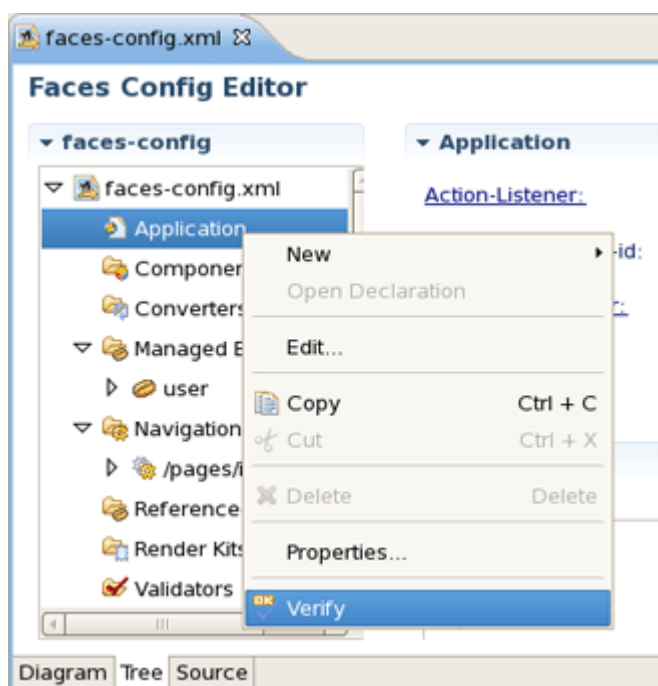 faces-config.xml
Faces Config Editor
faces-config
faces-config.xml
Application
Componen
Converters
Managed B
user
Navigation
/pages/i
Reference
Render Kits
Validators
Application
Action-Listener:
-id:
r:
New
Open Declaration
Edit...
Copy Ctrl + C
Cut Ctrl + X
Delete Delete
Properties...
Verify
Diagram Tree Source